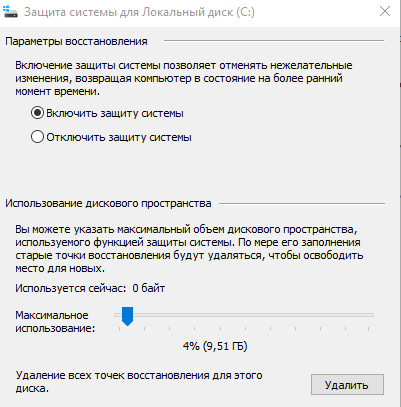 Защита системы для Локальный диск (C:)
Параметры восстановления
Включение защиты системы позволяет отменять нежелательные
изменения, возвращая компьютер в состояние на более ранний
момент времени.
Включить защиту системы
Отключить защиту системы
Использование дискового пространства
Вы можете указать максимальный объем дискового пространства,
используемого функцией защиты системы. По мере его заполнения
старые точки восстановления будут удаляться, чтобы освободить
место для новых.
Используется сейчас: 0 байт
Максимальное
использование:
4% (9,51 ГБ)
Удаление всех точек восстановления для этого
диска.
Удалить